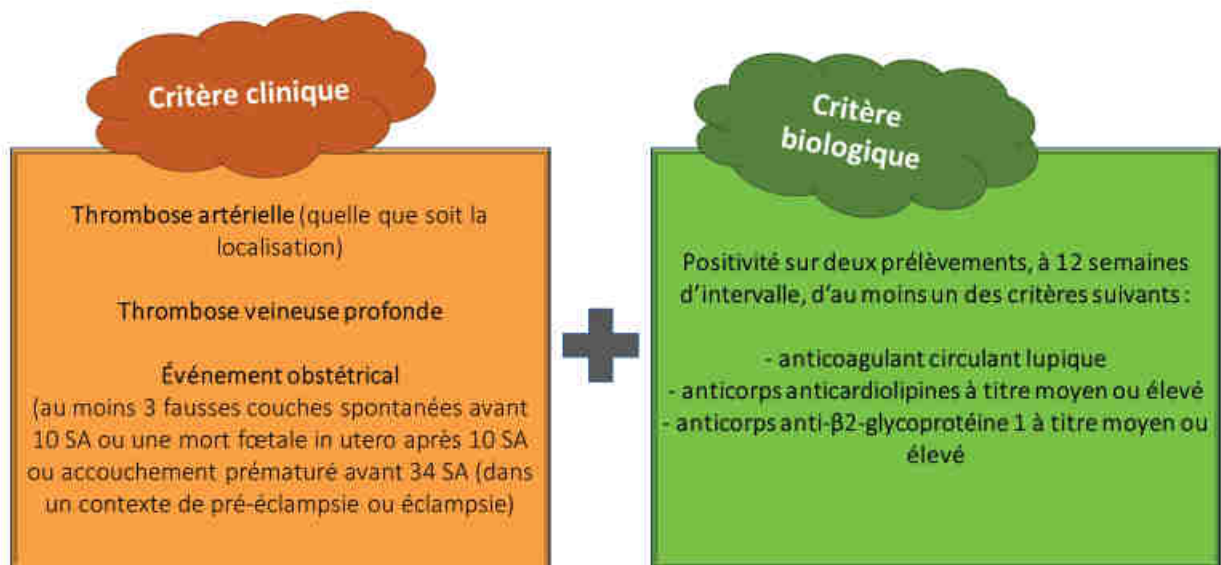 Critère clinique
Thrombose artérielle (quelle que soit la
localisation)
Thrombose veineuse profonde
Événement obstétrical
(au moins 3 fausses couches spontanées avant
10 SA ou une mort fœtale in utero après 10 SA
ou accouchement prématuré avant 34 SA (dans
un contexte de pré-éclampsie ou éclampsie)
Critère
biologique
Positivité sur deux prélèvements, à 12 semaines
d'intervalle, d'au moins un des critères suivants :
- anticoagulant circulant lupique
- anticorps anticardiolipines à titre moyen ou élevé
- anticorps anti-β2-glycoprotéine 1 à titre moyen ou
élevé